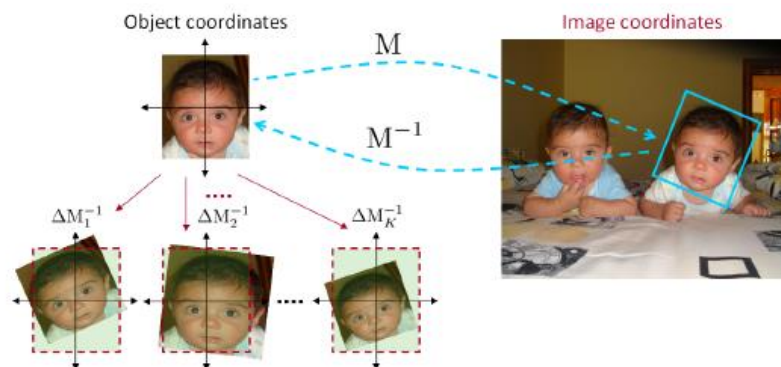 Object coordinates
Image coordinates
M
M⁻¹
.....
ΔM₁⁻¹
ΔM₂⁻¹
ΔM_K⁻¹
....